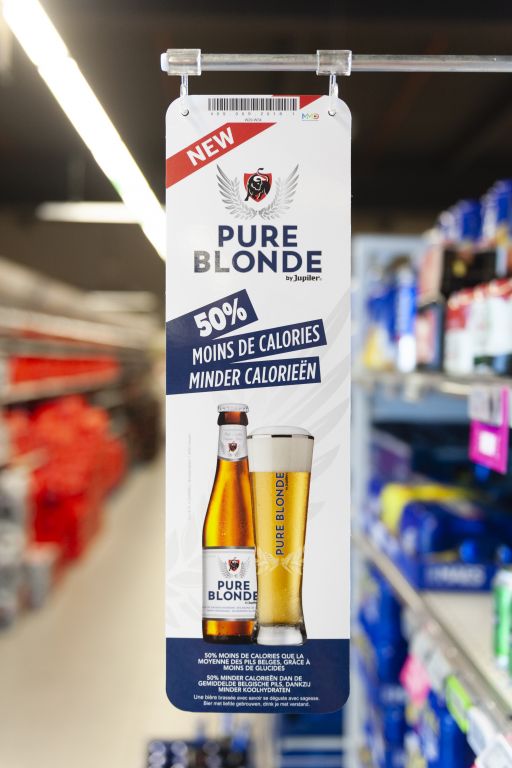 NEW
PURE
BLONDE
by Jupiler
50%
MOINS DE CALORIES
MINDER CALORIEËN
PURE BLONDE
PURE
BLONDE
50% MOINS DE CALORIES QUE LA
MOYENNE DES PILS BELGES, GRÂCE À
MOINS DE GLUCIDES
50% MINDER CALORIEËN DAN DE
GEMIDDELDE BELGISCHE PILS, DANKZIJ
MINDER KOOLHYDRATEN
Une bière brassée avec savoir se déguste avec sagesse.
Bier met liefde gebrouwen, drink je met verstand.